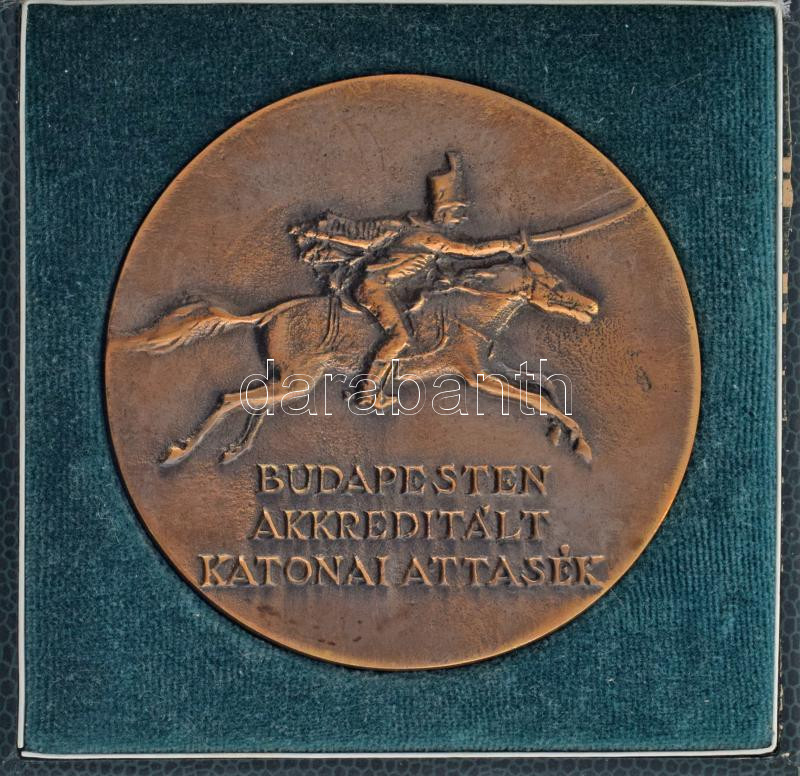 darabanth
BUDAPESTEN
AKKREDITÁLT
KATONAI ATTASÉK